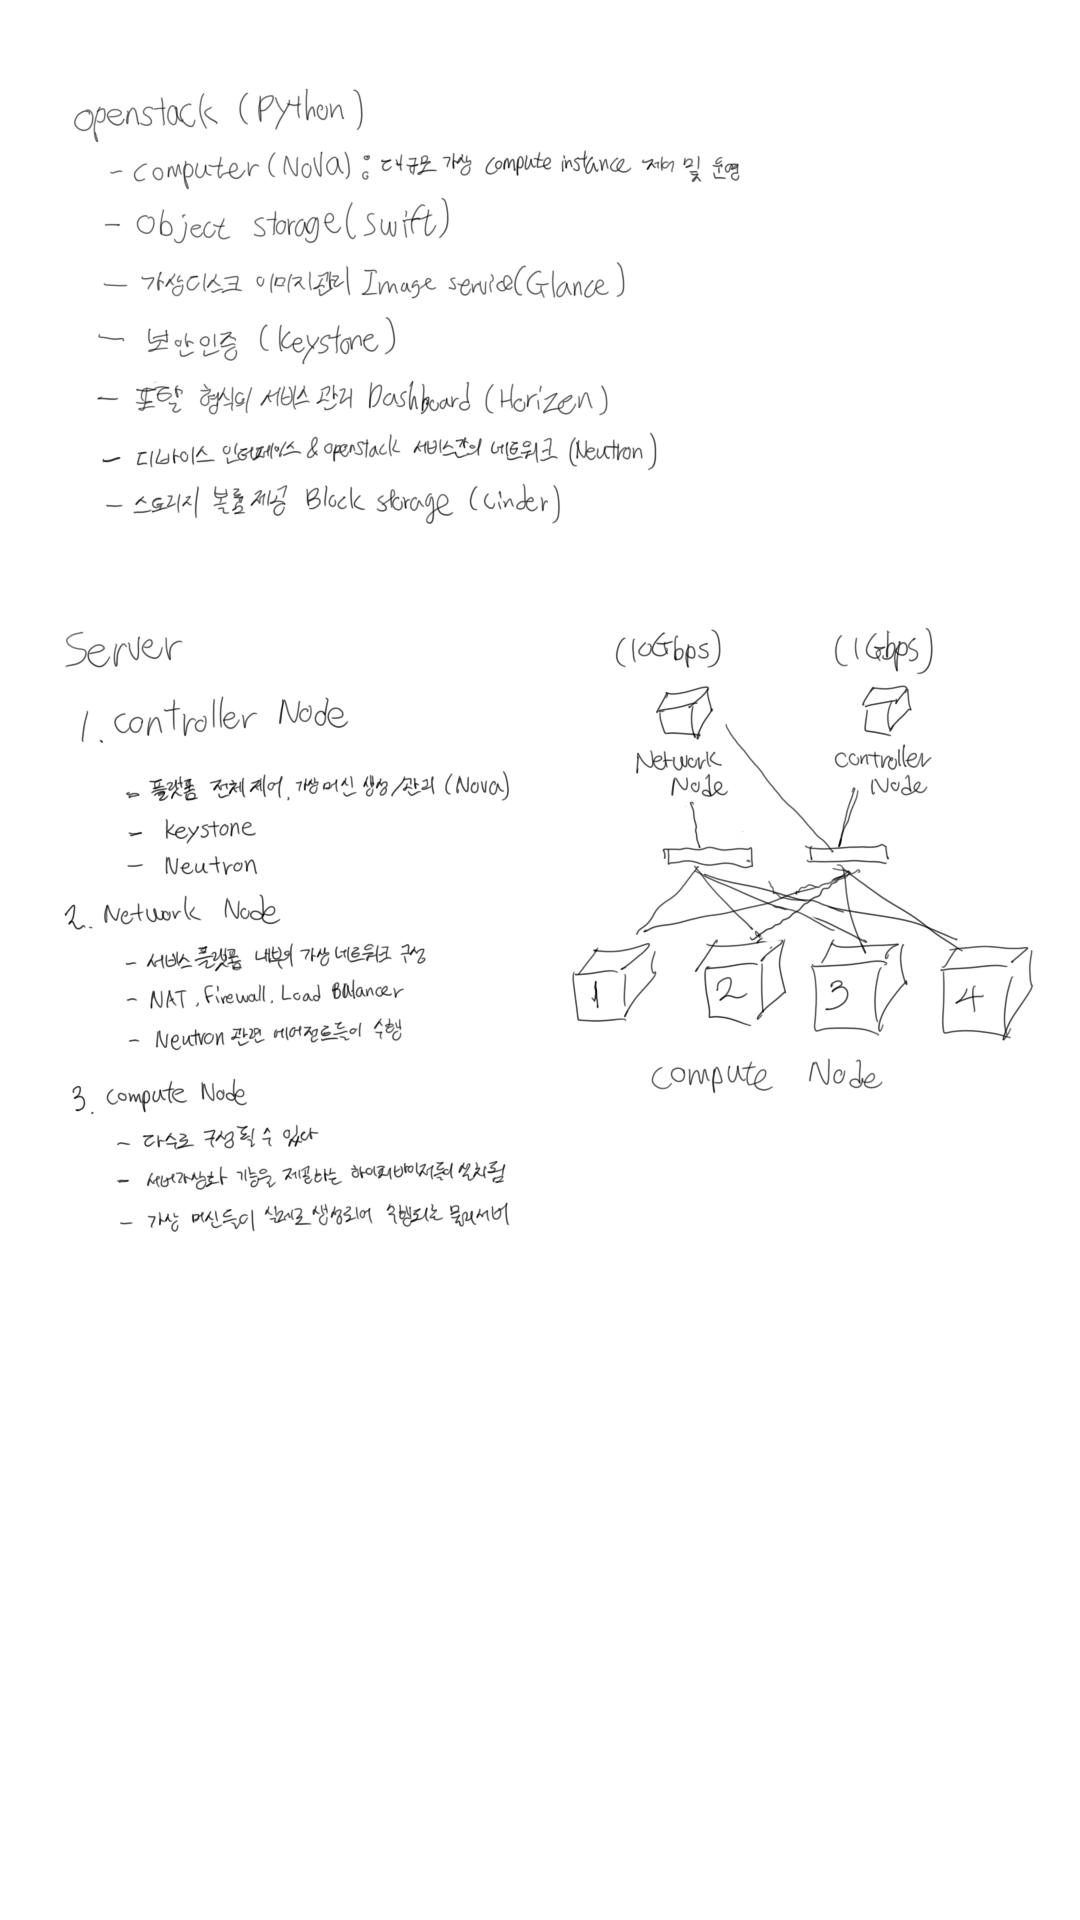 openstack (Python)
- computer (Nova) : 대규모 가상 compute instance 제어 및 운영
- Object storage (swift)
- 가상디스크 이미지관리 Image service (Glance)
- 보안인증 (keystone)
- 포탈 형식의 서비스 관리 Dashboard (Horizen)
- 디바이스 인터페이스 & openstack 서비스간의 네트워크 (Neutron)
- 스토리지 볼륨제공 Block storage (Cinder)
Server
1. controller Node
- 플랫폼 전체 제어, 가상머신 생성/관리 (Nova)
- keystone
- Neutron
2. Network Node
- 서비스 플랫폼 내부의 가상 네트워크 구성
- NAT, Firewall, Load Balancer
- Neutron 관련 에이전트들이 수행
3. compute Node
- 다수로 구성될 수 있다
- 서버가상화 기능을 제공하는 하이퍼바이저들이 설치됨
- 가상 머신들이 실제로 생성되어 수행되는 물리서버
(10Gbps) (1Gbps)
Network Node
controller Node
1 2 3 4
compute Node